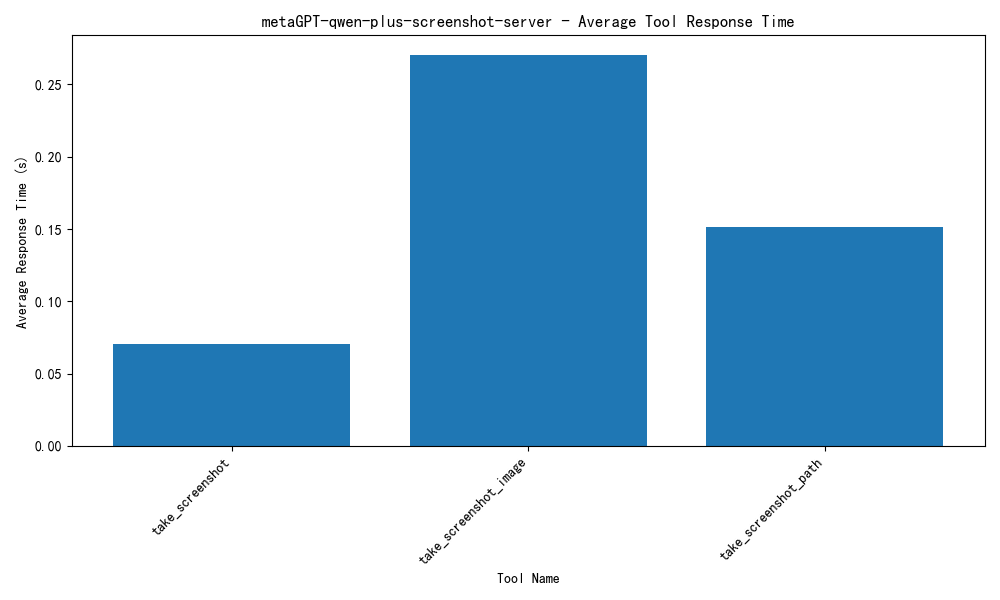 metaGPT-qwen-plus-screenshot-server - Average Tool Response Time
Average Response Time (s)
0.25
0.20
0.15
0.10
0.05
0.00
take_screenshot
take_screenshot_image
take_screenshot_path
Tool Name